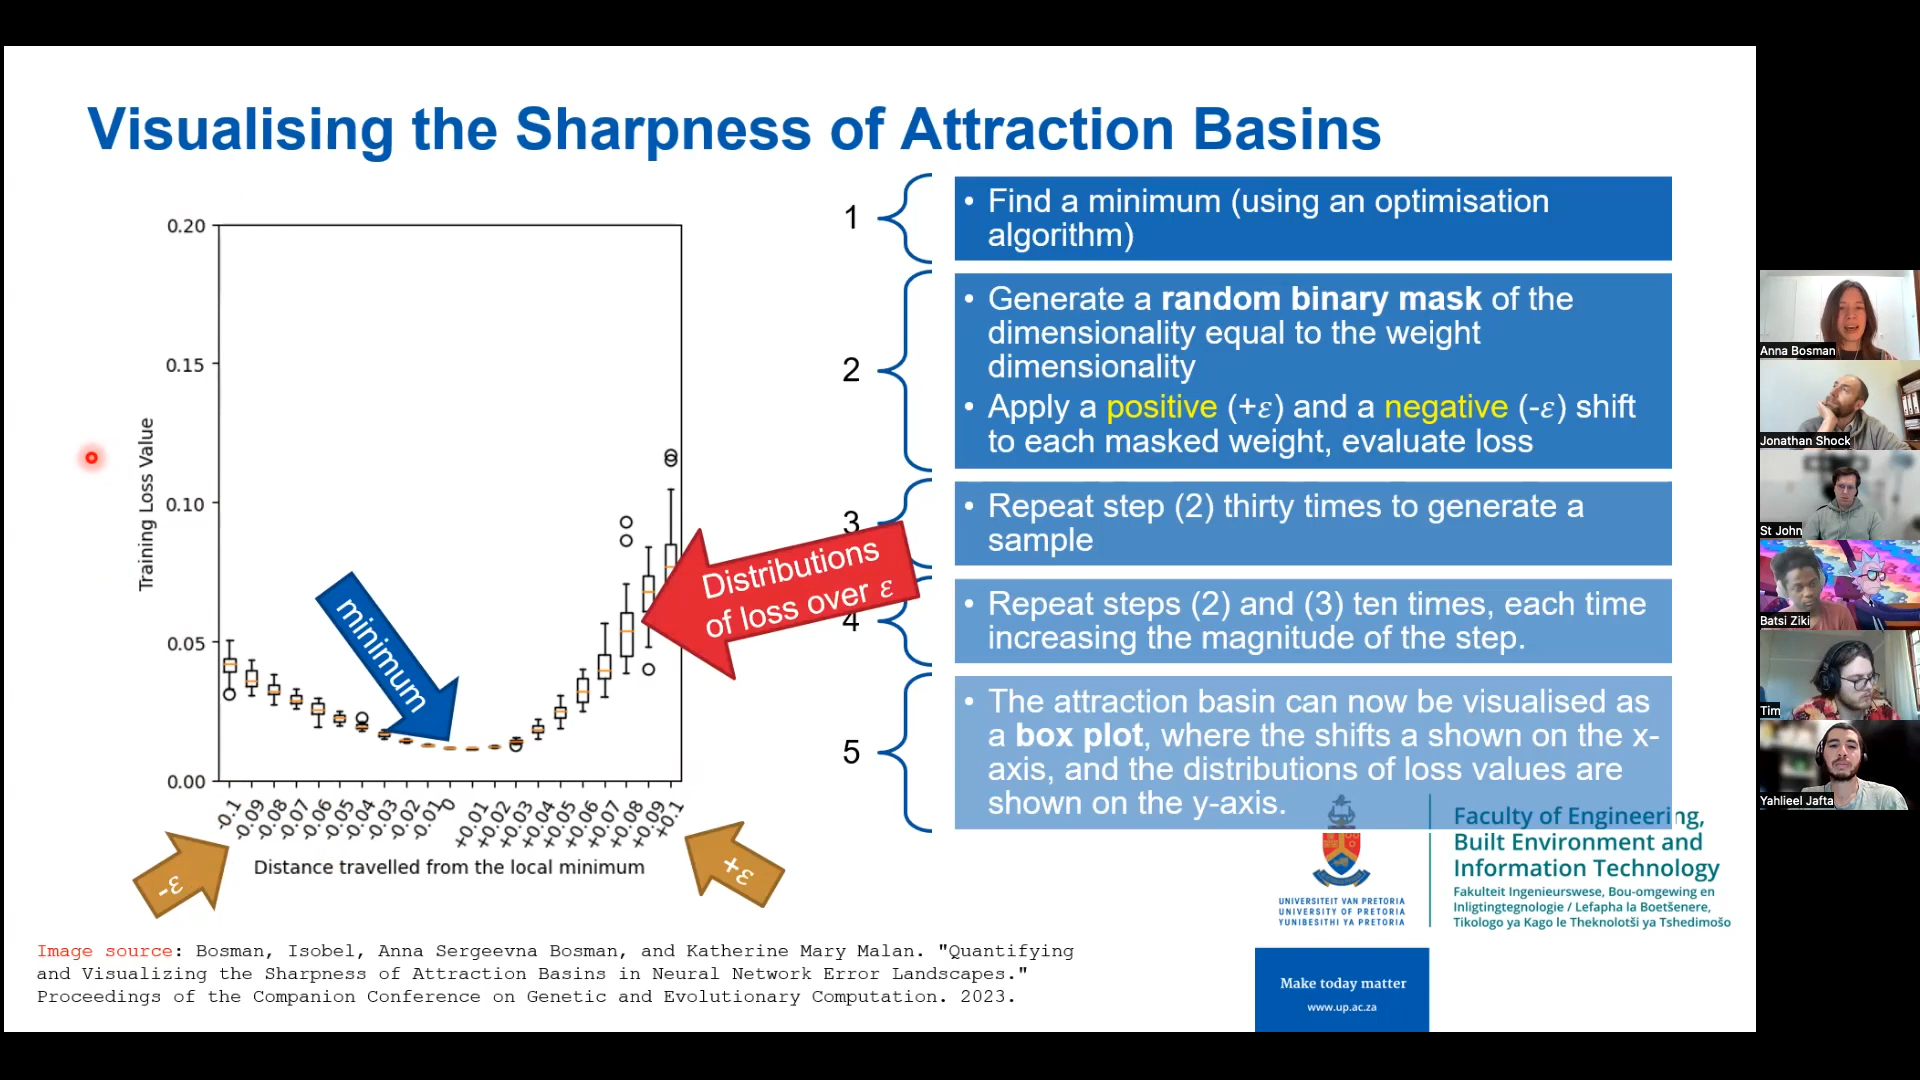 Visualising the Sharpness of Attraction Basins
0.20
0.15
0.10
0.05
0.00
Training Loss Value
-0.1
-0.09
-0.08
-0.07
-0.06
-0.05
-0.04
-0.03
-0.02
-0.01
0
+0.01
+0.02
+0.03
+0.04
+0.05
+0.06
+0.07
+0.08
+0.09
+0.1
Distance travelled from the local minimum
minimum
Distributions
of loss over ε
-ε
+ε
1
• Find a minimum (using an optimisation
algorithm)
2
• Generate a random binary mask of the
dimensionality equal to the weight
dimensionality
• Apply a positive (+ε) and a negative (-ε) shift
to each masked weight, evaluate loss
3
• Repeat step (2) thirty times to generate a
sample
4
• Repeat steps (2) and (3) ten times, each time
increasing the magnitude of the step.
5
• The attraction basin can now be visualised as
a box plot, where the shifts a shown on the x-
axis, and the distributions of loss values are
shown on the y-axis.
Image source: Bosman, Isobel, Anna Sergeevna Bosman, and Katherine Mary Malan. "Quantifying
and Visualizing the Sharpness of Attraction Basins in Neural Network Error Landscapes."
Proceedings of the Companion Conference on Genetic and Evolutionary Computation. 2023.
UNIVERSITEIT VAN PRETORIA
UNIVERSITY OF PRETORIA
YUNIBESITHI YA PRETORIA
Faculty of Engineering,
Built Environment and
Information Technology
Fakulteit Ingenieurswese, Bou-omgewing en
Inligtingtegnologie / Lefapha la Boetšenere,
Tikologo ya Kago le Theknolotši ya Tshedimošo
Make today matter
www.up.ac.za
Anna Bosman
Jonathan Shock
St John
Batsi Ziki
Tim
Yahlieel Jafta